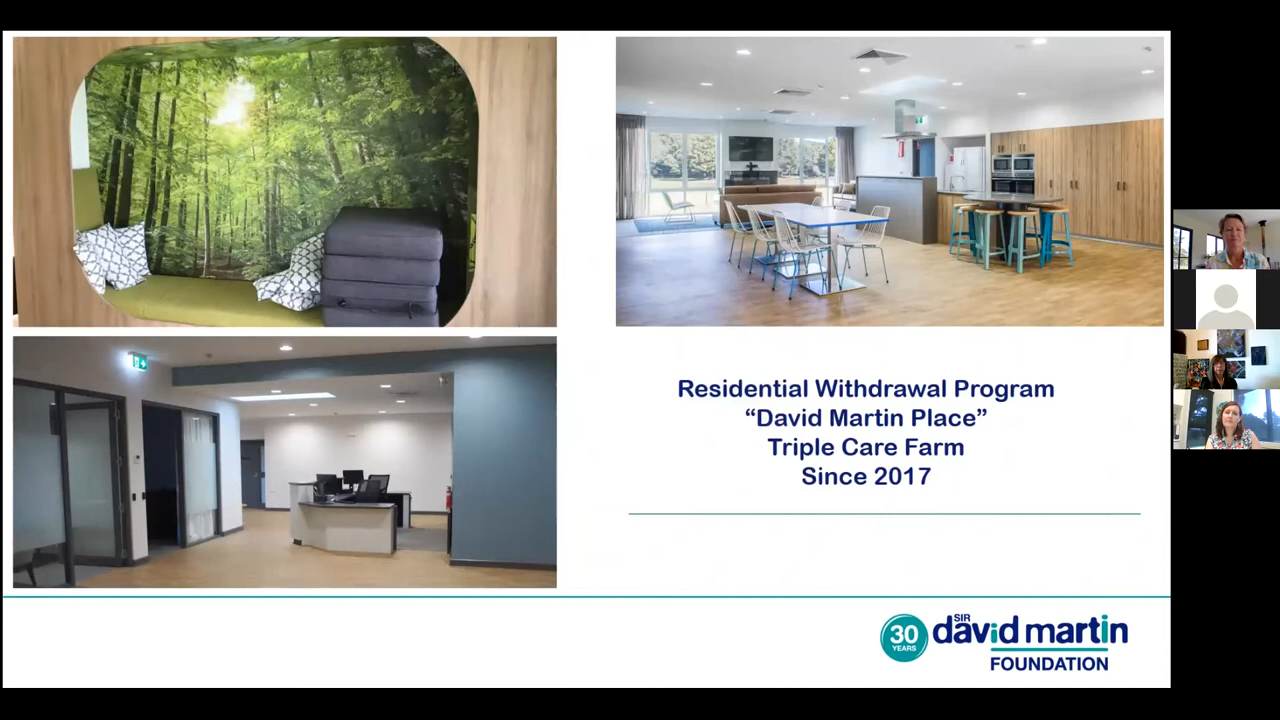 Residential Withdrawal Program
“David Martin Place”
Triple Care Farm
Since 2017
30
YEARS
SIR
david martin
FOUNDATION